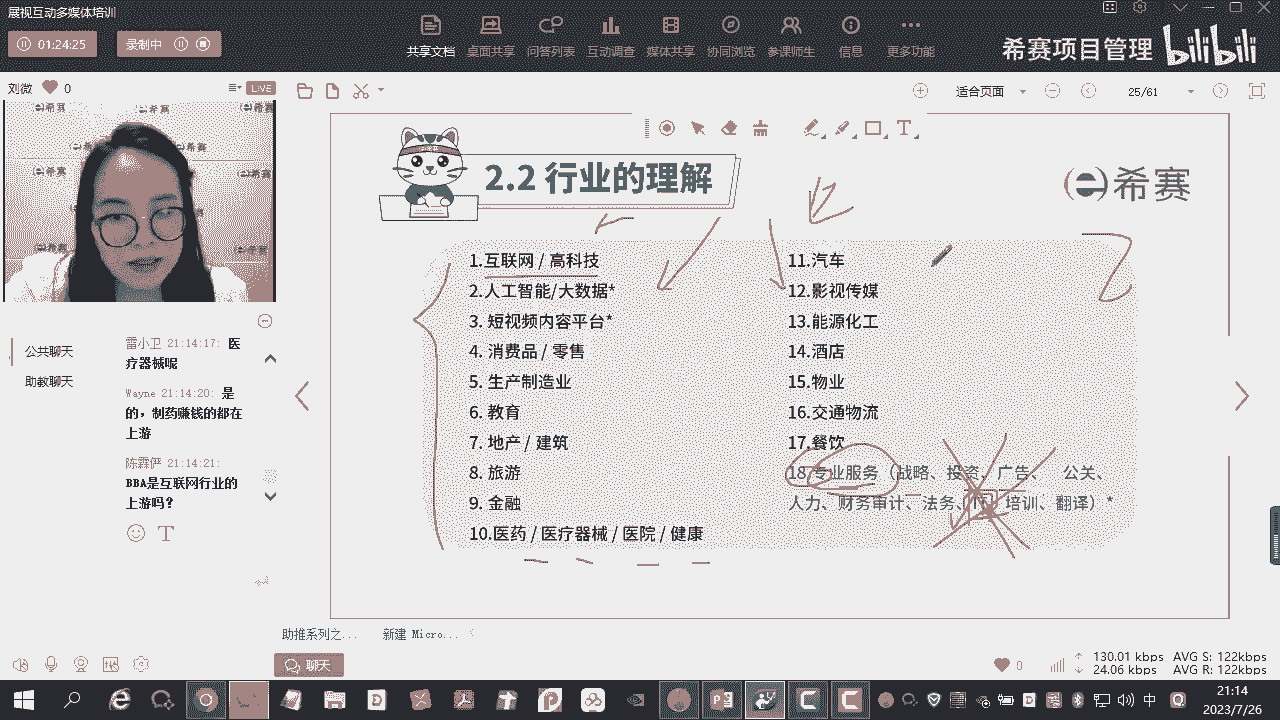 展视互动多媒体培训
01:24:25
录制中
共享文档 桌面共享 问答列表 互动调查 媒体共享 协同浏览 参课师生 信息 更多功能
希赛项目管理 bilibili
刘微 0 LIVE
适合页面 25/61
2.2 行业的理解
希赛
1.互联网 / 高科技
2.人工智能/大数据*
3. 短视频内容平台*
4. 消费品 / 零售
5. 生产制造业
6. 教育
7. 地产 / 建筑
8. 旅游
9. 金融
10.医药 / 医疗器械 / 医院 / 健康
11.汽车
12.影视传媒
13.能源化工
14.酒店
15.物业
16.交通物流
17.餐饮
18.专业服务（战略、投资、广告、 公关、
人力、财务审计、法务、 培训、翻译）*
公共聊天
助教聊天
雷小卫 21:14:17: 医
疗器械呢
Wayne 21:14:20: 是
的，制药赚钱的都在
上游
陈霖俨 21:14:21:
BBA是互联网行业的
上游吗？
助推系列之... 新建 Micro...
聊天
0
130.01 kbps AVG S: 122kbps
24.06 kbps AVG R: 122kbps
中
21:14
2023/7/26